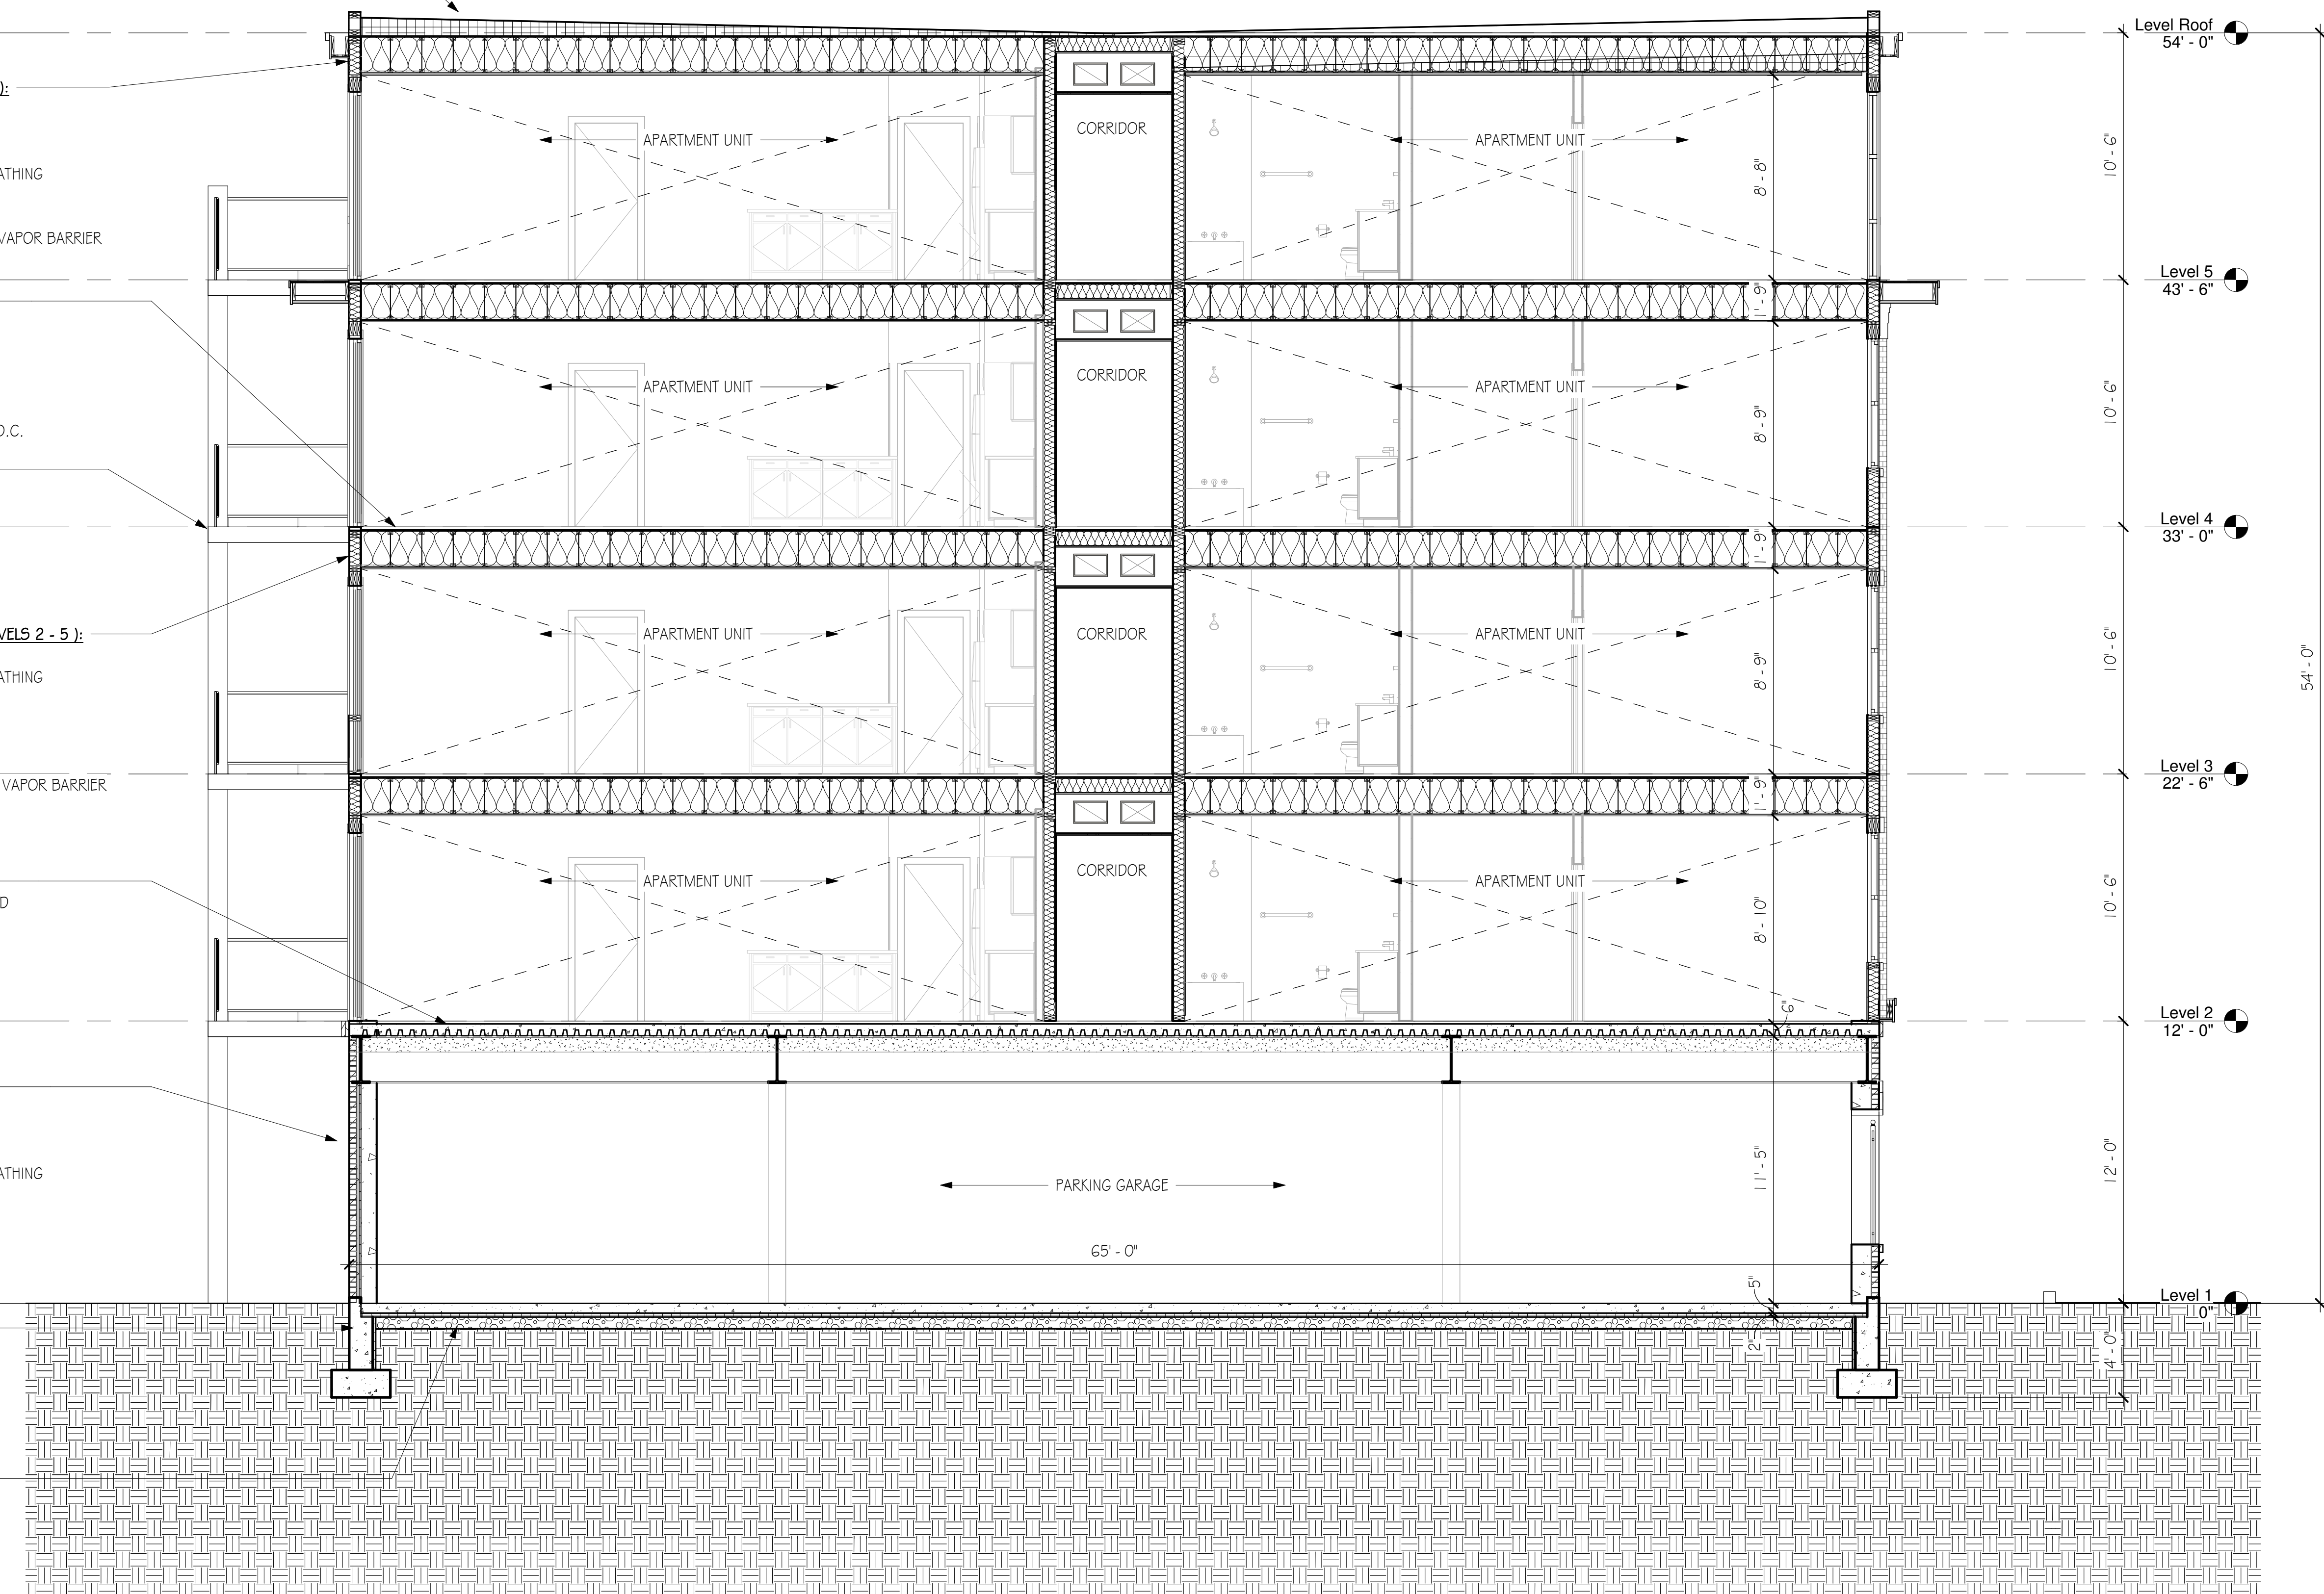 Level Roof
54' - 0"
):
APARTMENT UNIT
CORRIDOR
APARTMENT UNIT
8' - 8"
10' - 6"
ATHING
VAPOR BARRIER
Level 5
43' - 6"
1' - 9"
APARTMENT UNIT
CORRIDOR
APARTMENT UNIT
8' - 9"
10' - 6"
O.C.
Level 4
33' - 0"
1' - 9"
APARTMENT UNIT
CORRIDOR
APARTMENT UNIT
8' - 9"
10' - 6"
54' - 0"
VELS 2 - 5 ):
ATHING
Level 3
22' - 6"
1' - 9"
VAPOR BARRIER
APARTMENT UNIT
CORRIDOR
APARTMENT UNIT
8' - 10"
10' - 6"
D
Level 2
12' - 0"
6"
ATHING
PARKING GARAGE
11' - 5"
12' - 0"
65' - 0"
5"
Level 1
0"
2"
4' - 0"